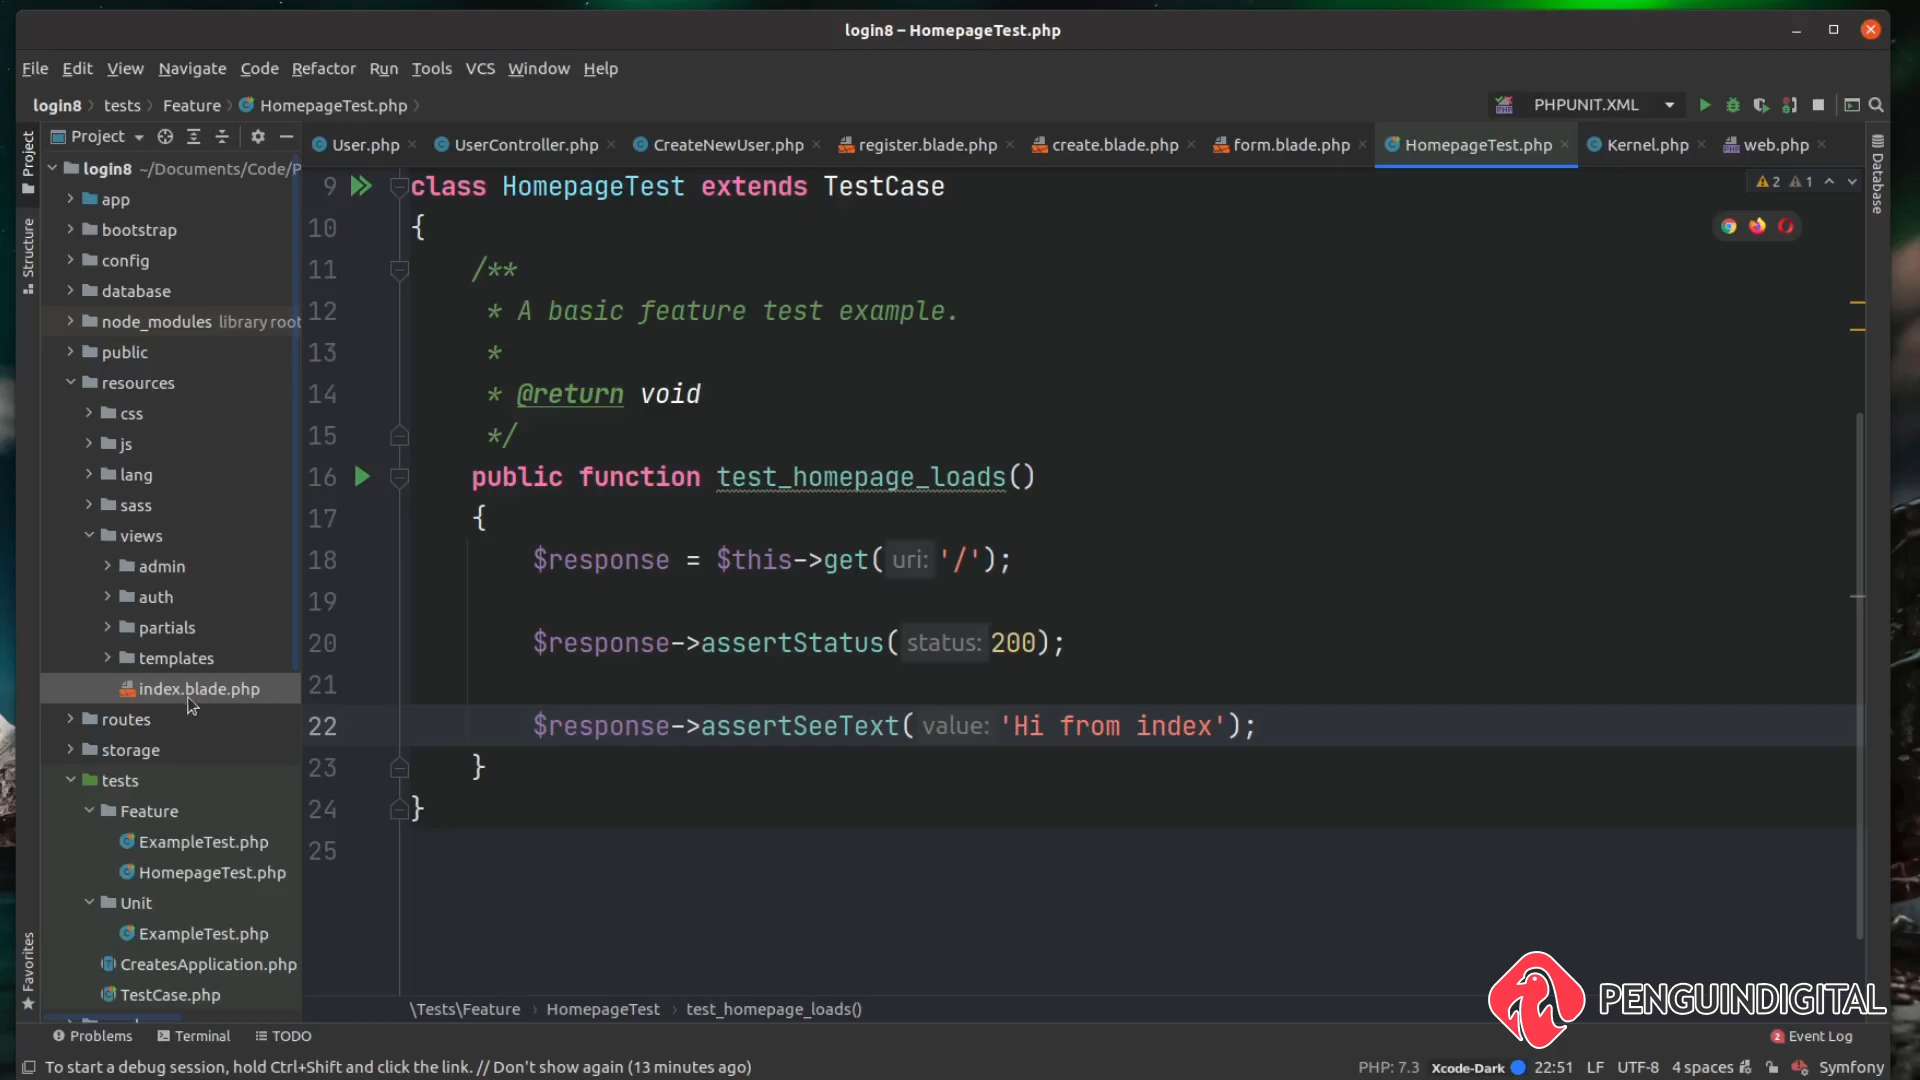 login8 – HomepageTest.php
File Edit View Navigate Code Refactor Run Tools VCS Window Help
login8 tests Feature HomepageTest.php
PHPUNIT.XML
Project
User.php UserController.php CreateNewUser.php register.blade.php create.blade.php form.blade.php HomepageTest.php Kernel.php web.php
Project
Structure
Favorites
Database
login8 ~/Documents/Code/P
app
bootstrap
config
database
node_modules library root
public
resources
css
js
lang
sass
views
admin
auth
partials
templates
index.blade.php
routes
storage
tests
Feature
ExampleTest.php
HomepageTest.php
Unit
ExampleTest.php
CreatesApplication.php
TestCase.php
2 1
9 class HomepageTest extends TestCase
10 {
11 /**
12 * A basic feature test example.
13 *
14 * @return void
15 */
16 public function test_homepage_loads()
17 {
18 $response = $this->get( uri: '/');
19
20 $response->assertStatus( status: 200);
21
22 $response->assertSeeText( value: 'Hi from index');
23 }
24 }
25
\Tests\Feature HomepageTest test_homepage_loads()
PENGUINDIGITAL
Problems Terminal TODO
2 Event Log
To start a debug session, hold Ctrl+Shift and click the link. // Don't show again (13 minutes ago)
PHP: 7.3 Xcode-Dark 22:51 LF UTF-8 4 spaces Symfony